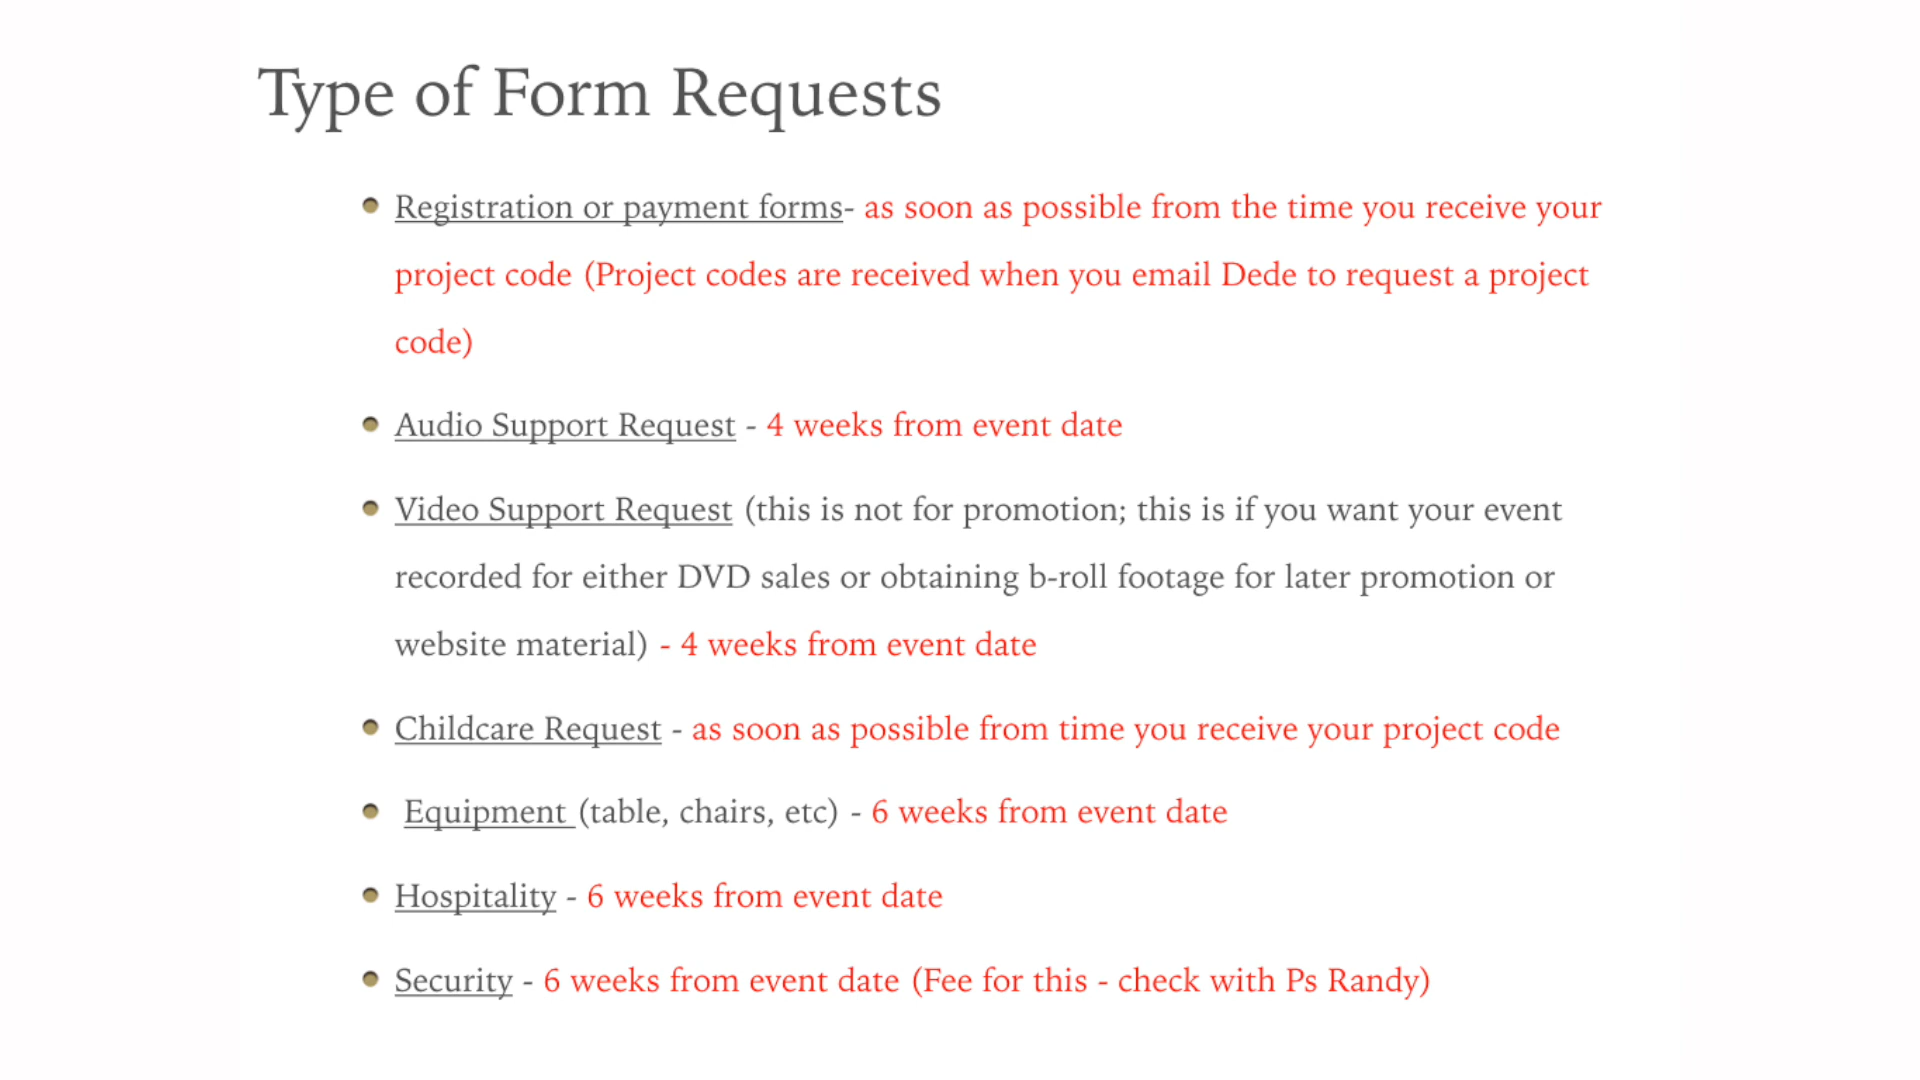 Type of Form Requests
Registration or payment forms- as soon as possible from the time you receive your
project code (Project codes are received when you email Dede to request a project
code)
Audio Support Request - 4 weeks from event date
Video Support Request (this is not for promotion; this is if you want your event
recorded for either DVD sales or obtaining b-roll footage for later promotion or
website material) - 4 weeks from event date
Childcare Request - as soon as possible from time you receive your project code
Equipment (table, chairs, etc) - 6 weeks from event date
Hospitality - 6 weeks from event date
Security - 6 weeks from event date (Fee for this - check with Ps Randy)